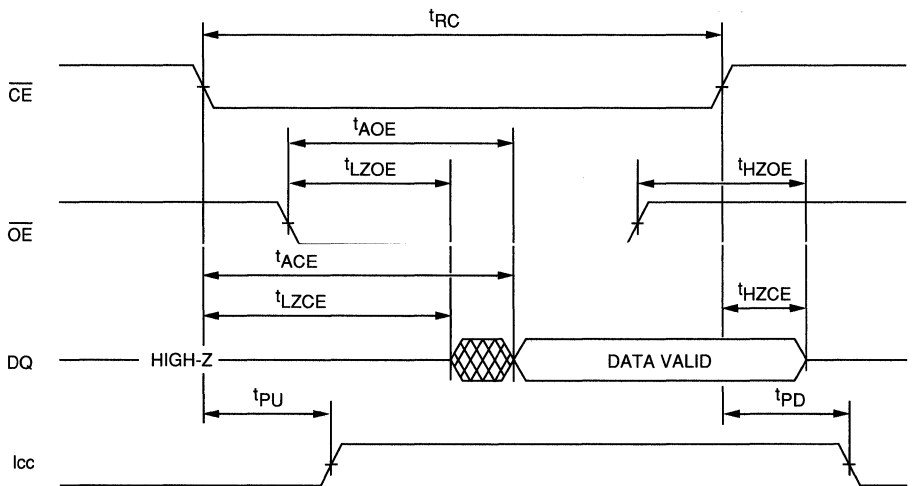 tRC
CE
tAOE
tLZOE
tHZOE
OE
tACE
tLZCE
tHZCE
DQ
HIGH-Z
DATA VALID
tPU
tPD
Icc